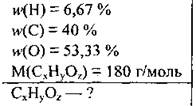 w(H) = 6,67 %
w(C) = 40 %
w(O) = 53,33 %
M(CxHyOz) = 180 г/моль
CxHyOz — ?